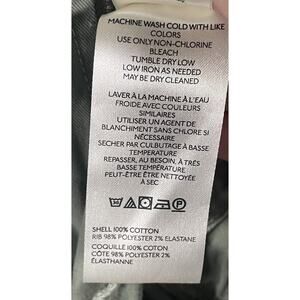 MACHINE WASH COLD WITH LIKE
COLORS
USE ONLY NON-CHLORINE
BLEACH
TUMBLE DRY LOW
LOW IRON AS NEEDED
MAY BE DRY CLEANED
LAVER À LA MACHINE À L'EAU
FROIDE AVEC COULEURS
SIMILAIRES
UTILISER UN AGENT DE
BLANCHIMENT SANS CHLORE SI
NÉCESSAIRE
SECHER PAR CULBUTAGE À BASSE
TEMPERATURE
REPASSER, AU BESOIN, À TRÈS
BASSE TEMPÉRATURE
PEUT-ÊTRE ÊTRE NETTOYÉE
À SEC
SHELL 100% COTTON
RIB 98% POLYESTER 2% ELASTANE
COQUILLE 100% COTTON
CÔTE 98% POLYESTER 2%
ÉLASTHANNE